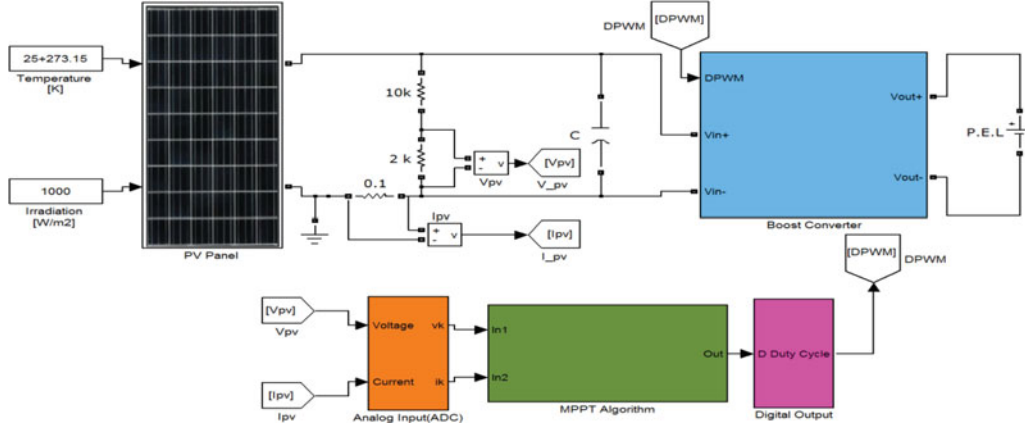 25+273.15
Temperature
[K]
1000
Irradiation
[W/m2]
PV Panel
10k
2 k
0.1
+
-
v
Vpv
[Vpv]
V_pv
Ipv
+
-
v
[Ipv]
I_pv
C
DPWM
[DPWM]
DPWM
Vin+
Vin-
Vout+
Vout-
Boost Converter
+
P.E.L
[DPWM]
DPWM
[Vpv]
Vpv
[Ipv]
Ipv
Voltage
vk
Current
ik
Analog Input(ADC)
In1
In2
Out
MPPT Algorithm
D Duty Cycle
Digital Output